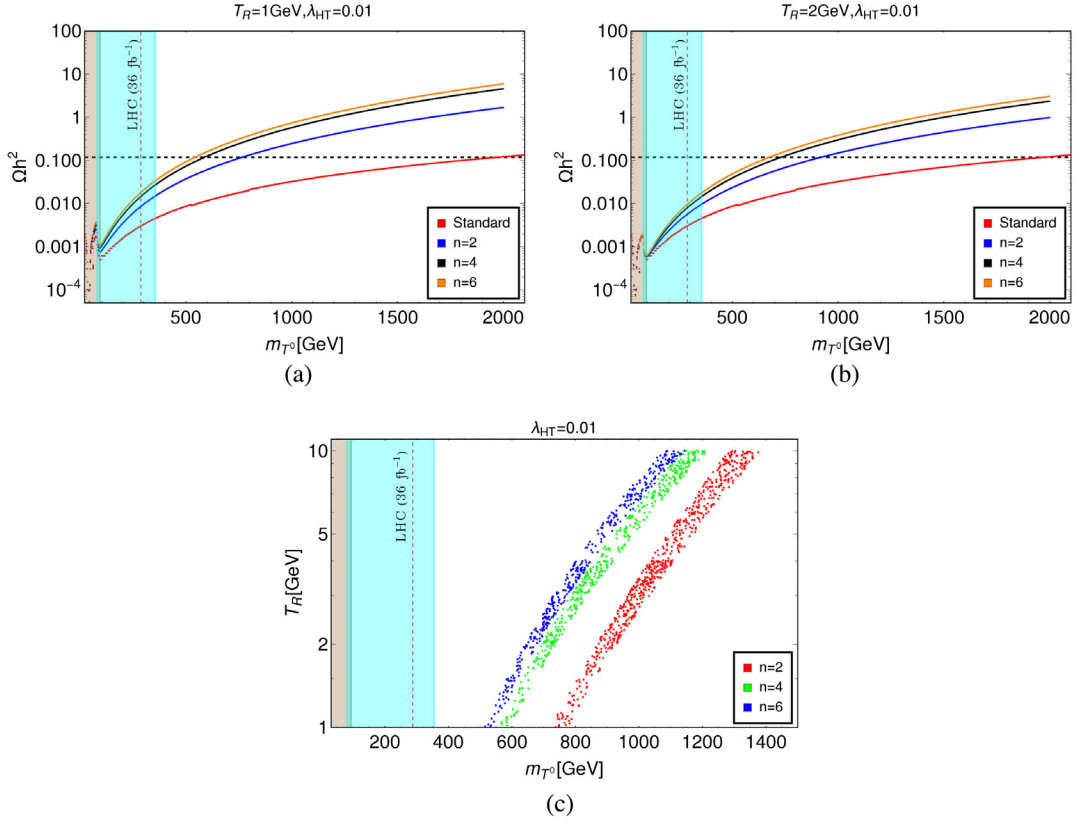 T_R=1GeV,λ_HT=0.01
100
10
1
0.100
0.010
0.001
10⁻⁴
Ωh²
LHC (36 fb⁻¹)
Standard
n=2
n=4
n=6
500
1000
1500
2000
m_T⁰[GeV]
(a)
T_R=2GeV,λ_HT=0.01
100
10
1
0.100
0.010
0.001
10⁻⁴
Ωh²
LHC (36 fb⁻¹)
Standard
n=2
n=4
n=6
500
1000
1500
2000
m_T⁰[GeV]
(b)
λ_HT=0.01
10
5
2
1
T_R[GeV]
LHC (36 fb⁻¹)
n=2
n=4
n=6
200
400
600
800
1000
1200
1400
m_T⁰[GeV]
(c)